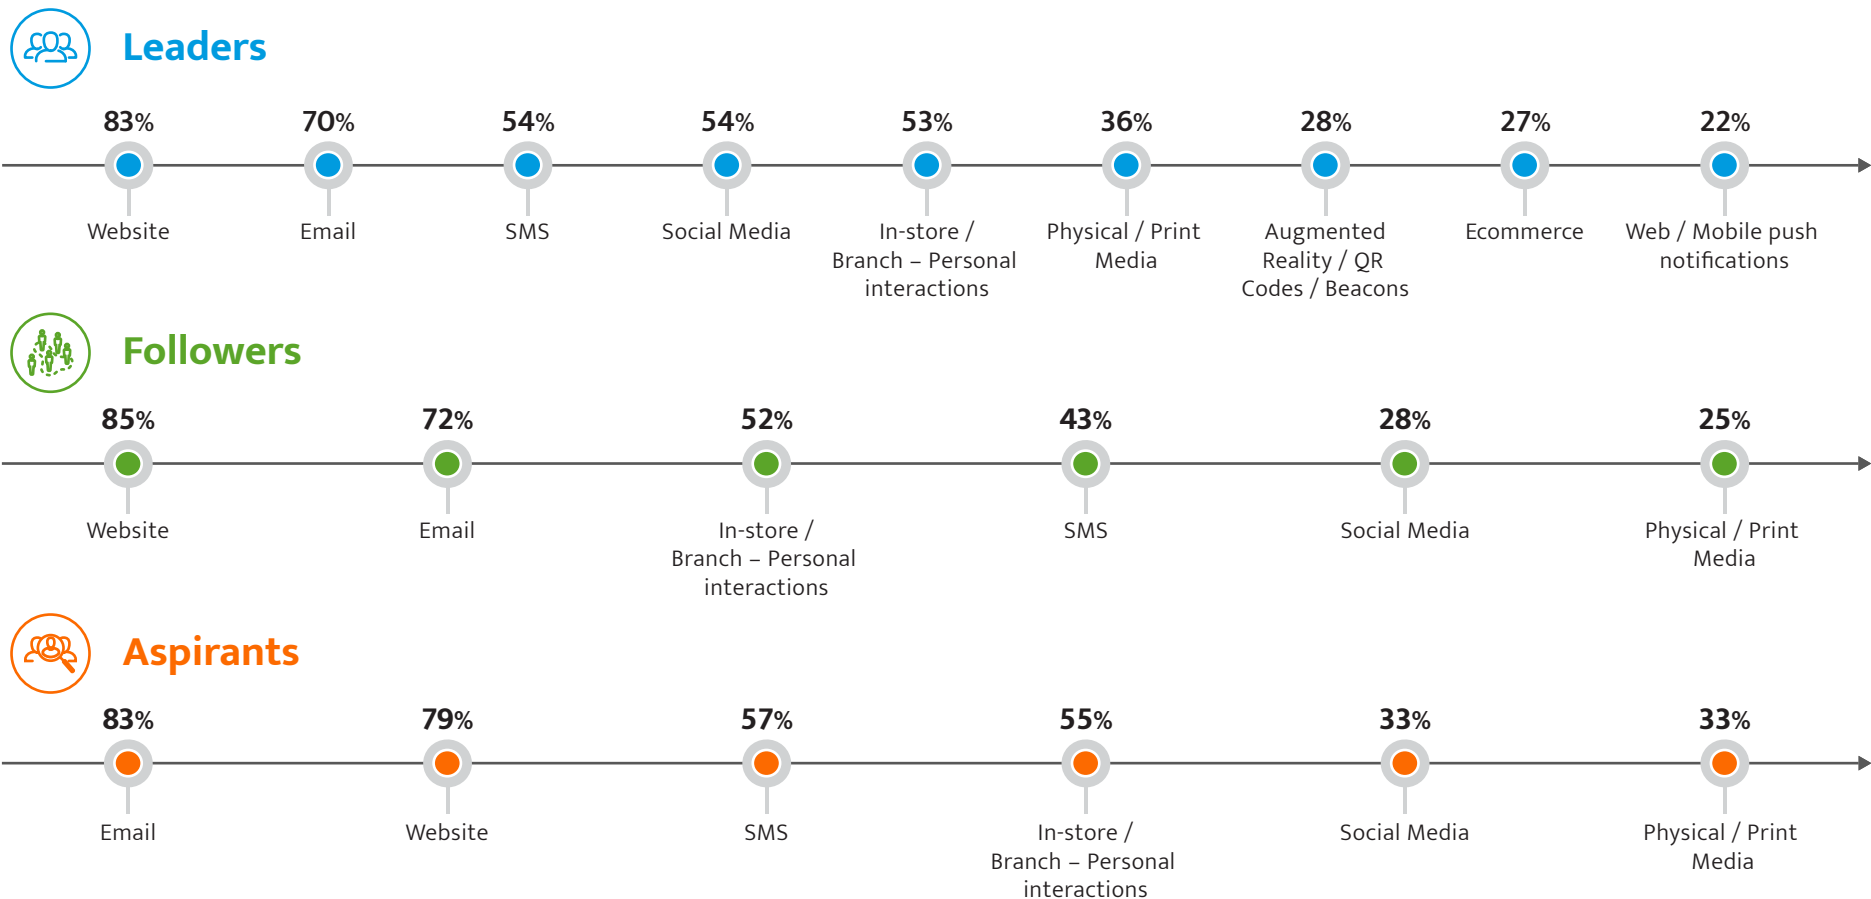 Leaders
83% 70% 54% 54% 53% 36% 28% 27% 22%
Website Email SMS Social Media In-store / Physical / Print Augmented Ecommerce Web / Mobile push
Branch – Personal Media Reality / QR notifications
interactions Codes / Beacons
Followers
85% 72% 52% 43% 28% 25%
Website Email In-store / SMS Social Media Physical / Print
Branch – Personal Media
interactions
Aspirants
83% 79% 57% 55% 33% 33%
Email Website SMS In-store / Social Media Physical / Print
Branch – Personal Media
interactions